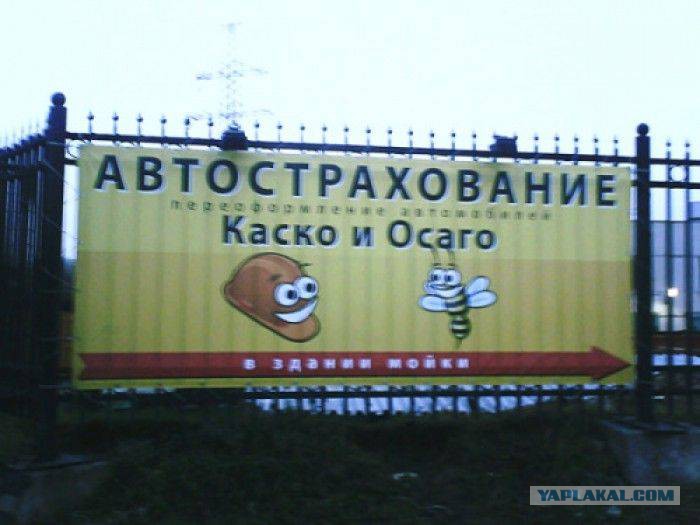 АВТОСТРАХОВАНИЕ
переоформление автомобилей
Каско и Осаго
в здании мойки
YAPLAKAL.COM